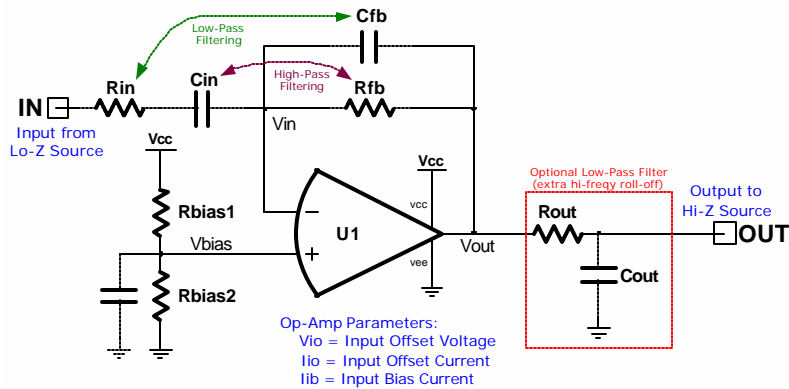 Cfb
Low-Pass
Filtering
Rin
Cin
High-Pass
Filtering
Rfb
IN
Vin
Input from
Lo-Z Source
Vcc
Vcc
Optional Low-Pass Filter
(extra hi-freqy roll-off)
Output to
Hi-Z Source
Rbias1
vcc
Rout
−
U1
OUT
Vbias
+
Vout
vee
Rbias2
Cout
Op-Amp Parameters:
Vio = Input Offset Voltage
Iio = Input Offset Current
Iib = Input Bias Current